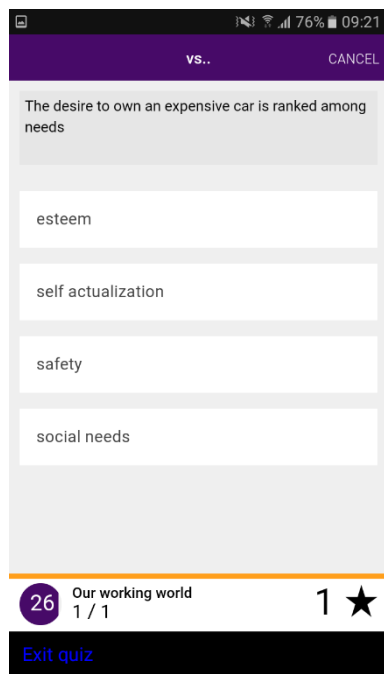 76% 09:21
vs..
CANCEL
The desire to own an expensive car is ranked among
needs
esteem
self actualization
safety
social needs
26
Our working world
1 / 1
1
Exit quiz